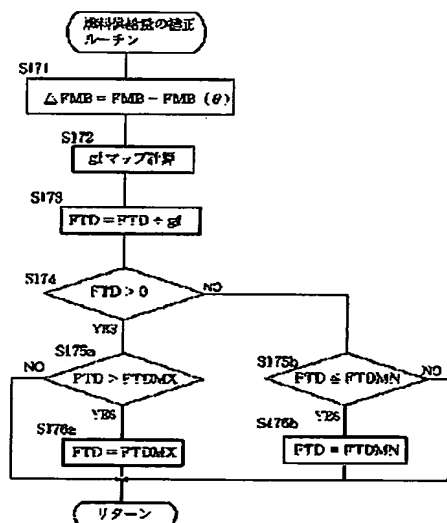 燃料供給量の補正
ルーチン
S171
△FMB = FMB - FMB (θ)
S172
gfマップ計算
S173
FTD = FTD + gf
S174
FTD > 0
NO
YES
S175a
NO
FTD > FTDMX
S175b
FTD ≤ FTDMN
NO
YES
YES
S176a
FTD = FTDMX
S176b
FTD = FTDMN
リターン